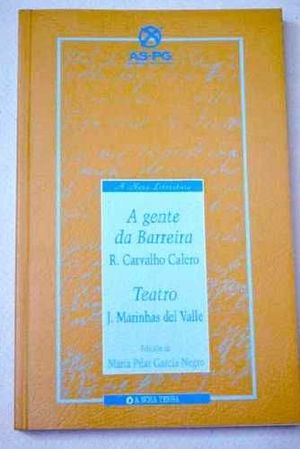 AS-PG
A Nosa Literatura
A gente
da Barreira
R. Carvalho Calero
Teatro
J. Marinhas del Valle
Edición de
María Pilar García Negro
A NOSA TERRA